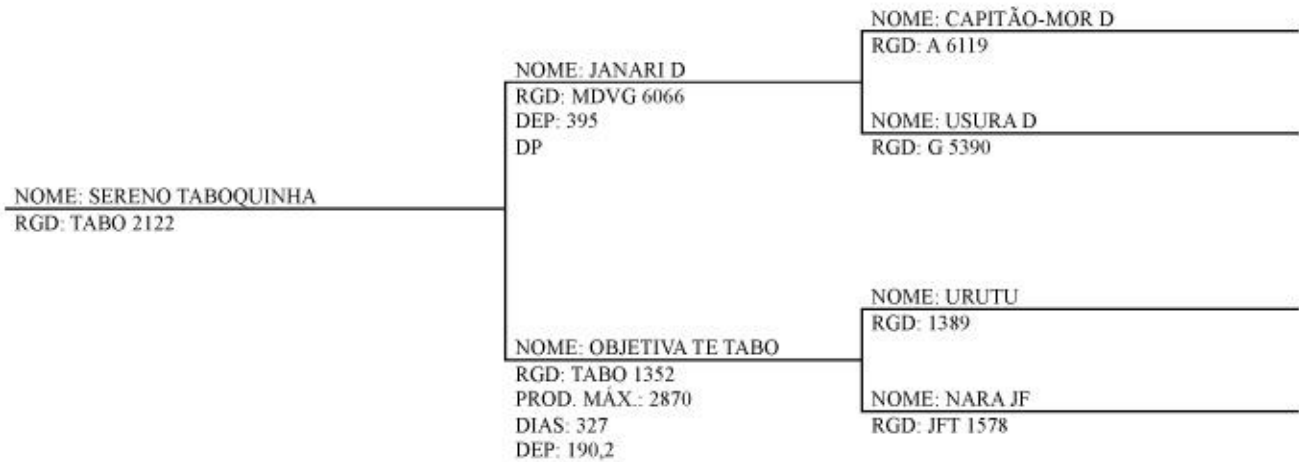 NOME: SERENO TABOQUINHA
RGD: TABO 2122
NOME: JANARI D
RGD: MDVG 6066
DEP: 395
DP
NOME: CAPITÃO-MOR D
RGD: A 6119
NOME: USURA D
RGD: G 5390
NOME: OBJETIVA TE TABO
RGD: TABO 1352
PROD. MÁX.: 2870
DIAS: 327
DEP: 190,2
NOME: URUTU
RGD: 1389
NOME: NARA JF
RGD: JFT 1578